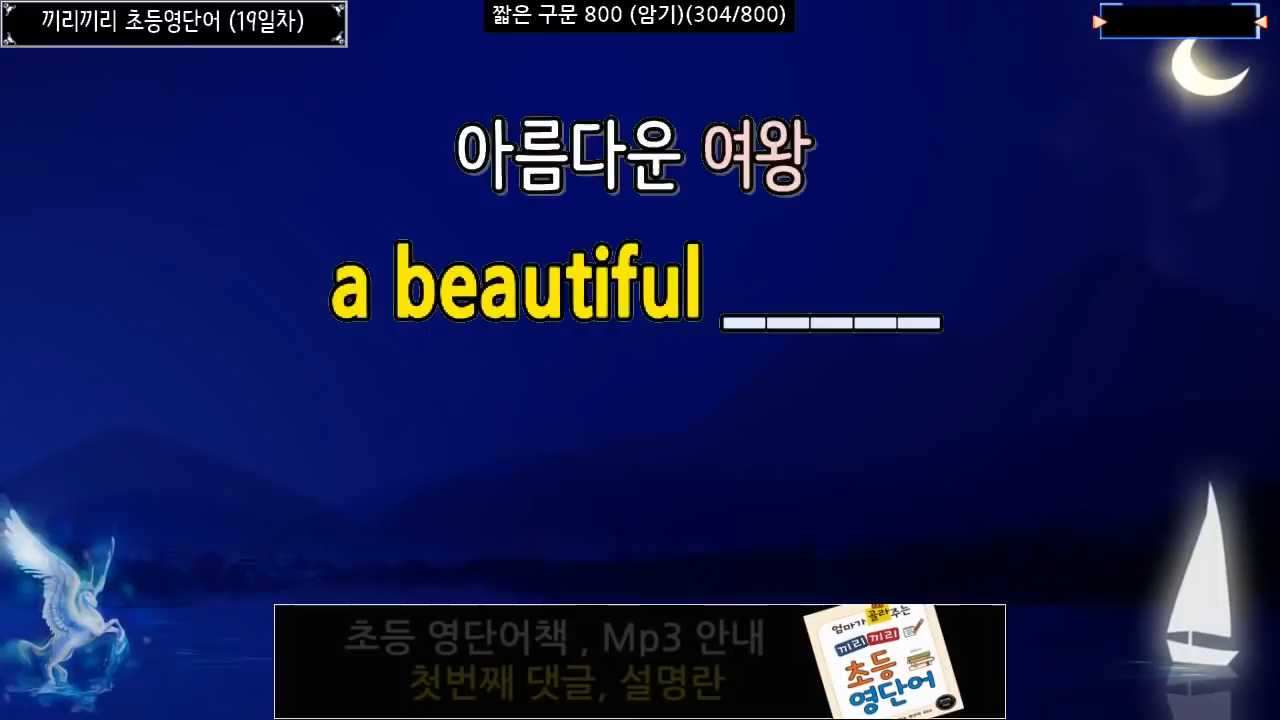 끼리끼리 초등영단어 (19일차)
짧은 구문 800 (암기)(304/800)
아름다운 여왕
a beautiful _____
초등 영단어책 , Mp3 안내
첫번째 댓글, 설명란
엄마가 골라주는
끼리끼리
초등
영단어